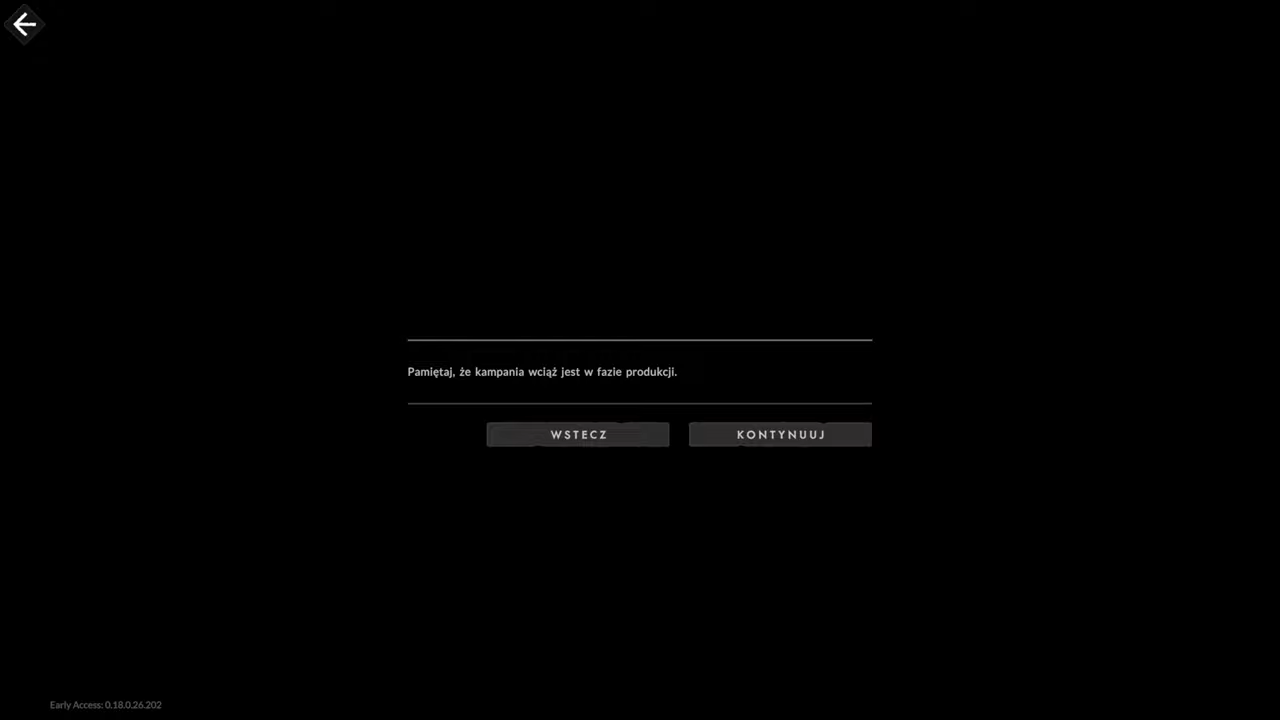 Pamiętaj, że kampania wciąż jest w fazie produkcji.
WSTECZ
KONTYNUUJ
Early Access: 0.18.0.26.202